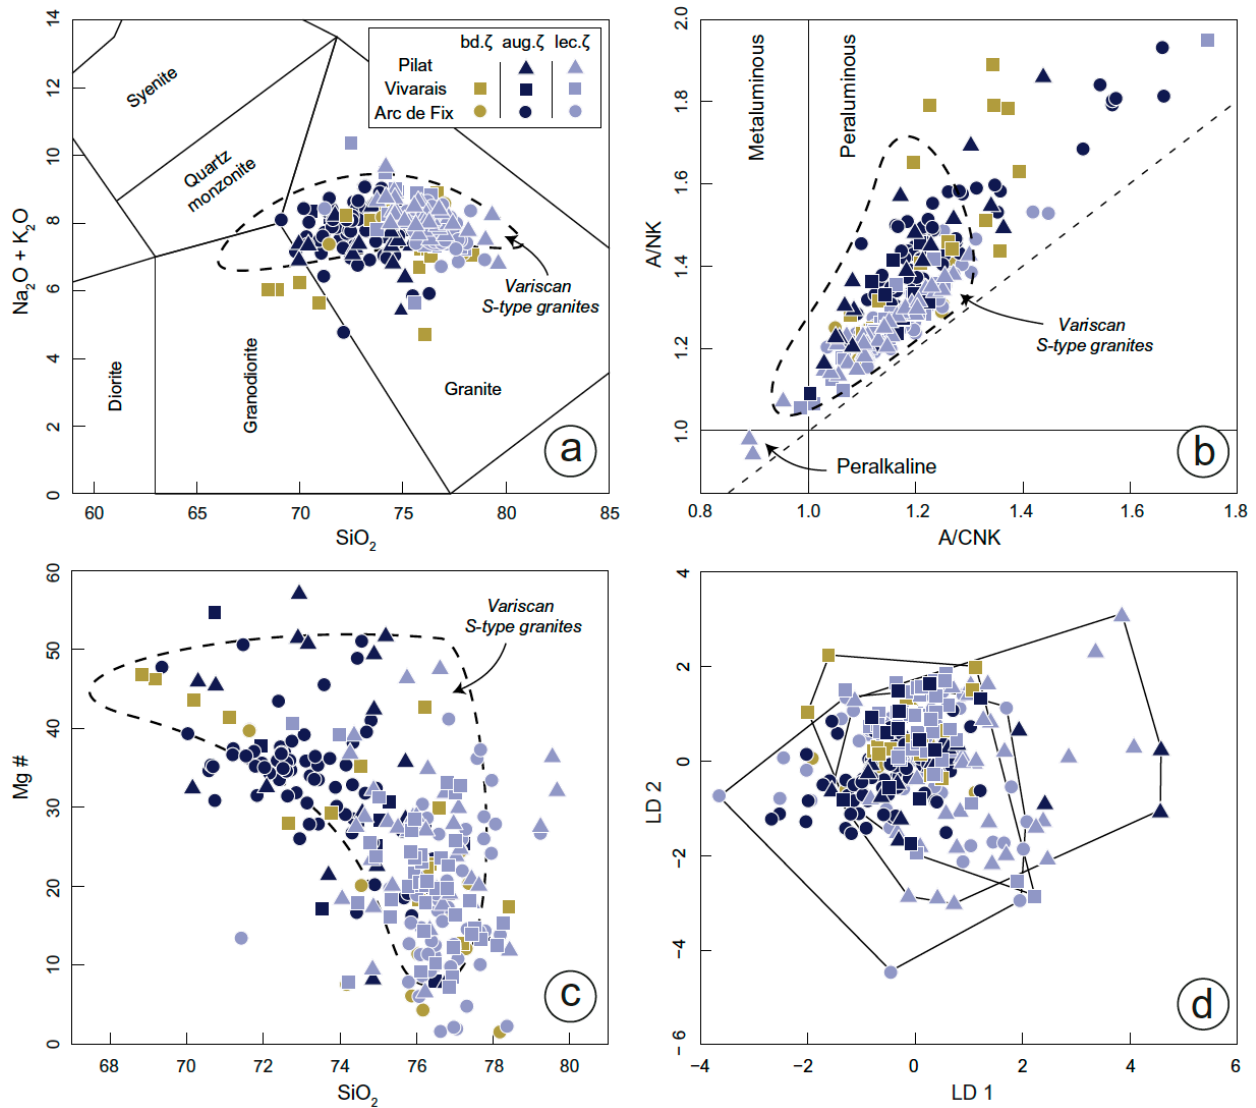 14
12
10
8
6
4
2
0
Na2O + K2O
60
65
70
75
80
85
SiO2
Syenite
Quartz
monzonite
Diorite
Granodiorite
Granite
bd.ζ aug.ζ lec.ζ
Pilat
Vivarais
Arc de Fix
Variscan
S-type granites
a
2.0
1.8
1.6
1.4
1.2
1.0
A/NK
0.8
1.0
1.2
1.4
1.6
1.8
A/CNK
Metaluminous
Peraluminous
Variscan
S-type granites
Peralkaline
b
60
50
40
30
20
10
0
Mg #
68
70
72
74
76
78
80
SiO2
Variscan
S-type granites
c
4
2
0
−2
−4
−6
LD 2
−4
−2
0
2
4
6
LD 1
d